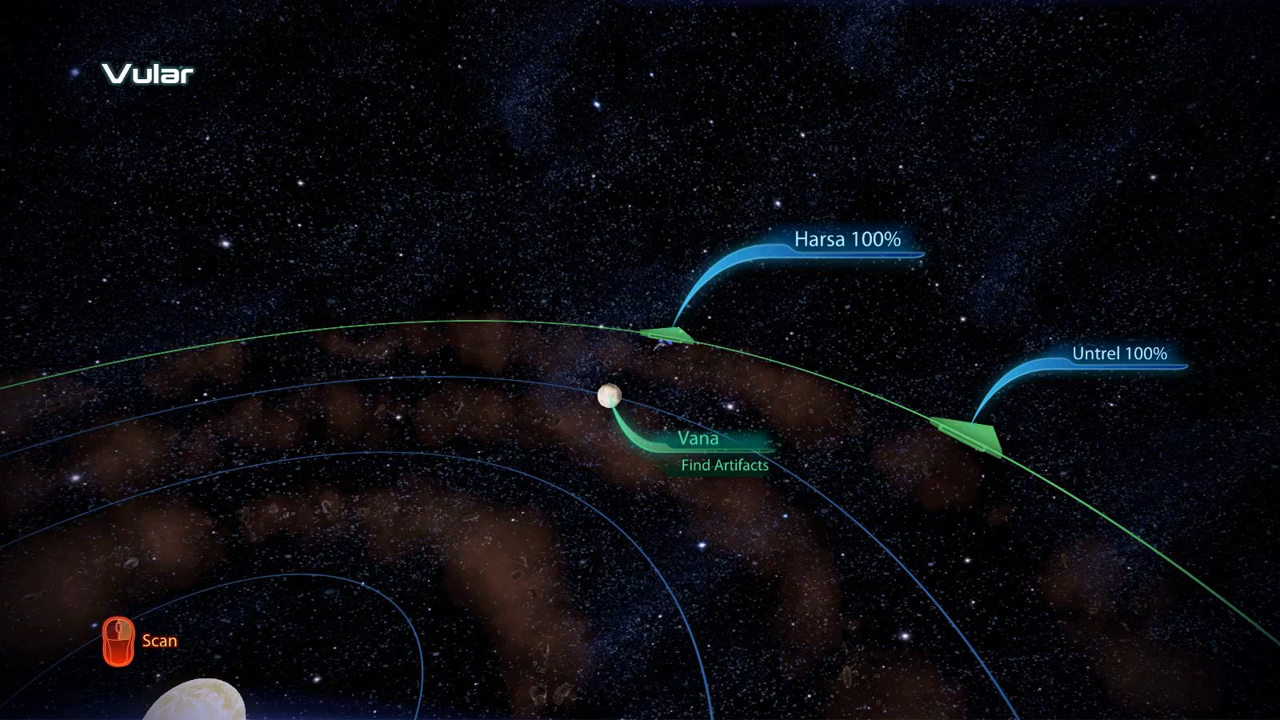 Vular
Harsa 100%
Untrel 100%
Vana
Find Artifacts
Scan